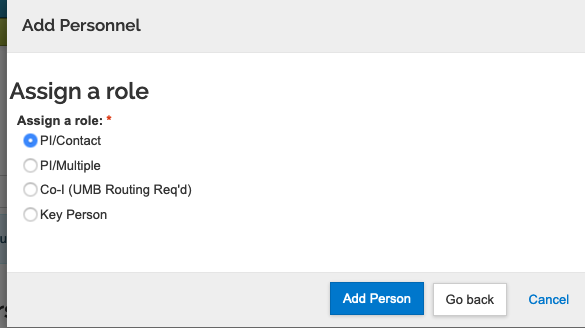 Add Personnel
Assign a role
Assign a role: *
PI/Contact
PI/Multiple
Co-I (UMB Routing Req'd)
Key Person
Add Person
Go back
Cancel